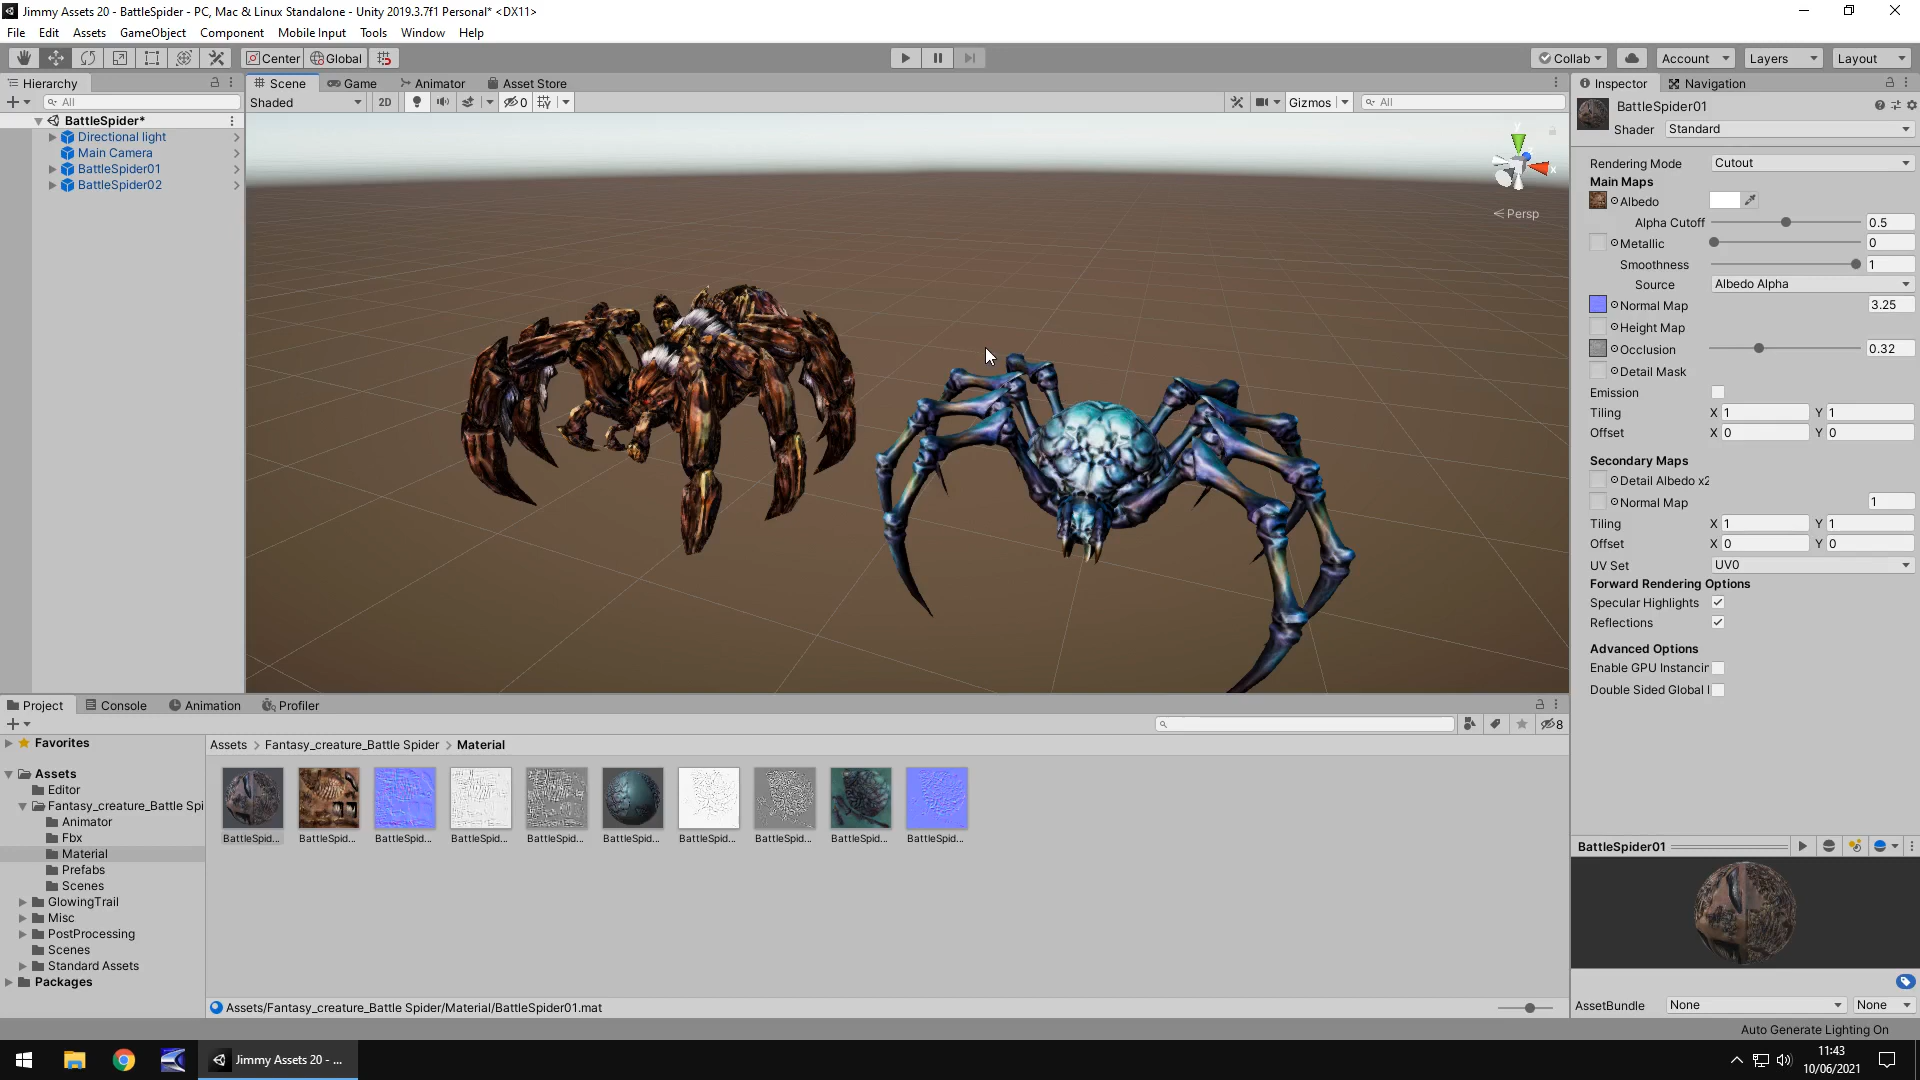 Jimmy Assets 20 - BattleSpider - PC, Mac & Linux Standalone - Unity 2019.3.7f1 Personal* <DX11>
File Edit Assets GameObject Component Mobile Input Tools Window Help
Center Global Collab Account Layers Layout
Hierarchy
All
BattleSpider*
Directional light
Main Camera
BattleSpider01
BattleSpider02
Scene Game Animator Asset Store
Shaded 2D 0 Gizmos All
y
x
Persp
Inspector Navigation
BattleSpider01
Shader Standard
Rendering Mode Cutout
Main Maps
Albedo
Alpha Cutoff 0.5
Metallic 0
Smoothness 1
Source Albedo Alpha
Normal Map 3.25
Height Map
Occlusion 0.32
Detail Mask
Emission
Tiling X 1 Y 1
Offset X 0 Y 0
Secondary Maps
Detail Albedo x2
Normal Map 1
Tiling X 1 Y 1
Offset X 0 Y 0
UV Set UV0
Forward Rendering Options
Specular Highlights
Reflections
Advanced Options
Enable GPU Instancin
Double Sided Global I
Project Console Animation Profiler
8
Favorites
Assets
Editor
Fantasy_creature_Battle Spi
Animator
Fbx
Material
Prefabs
Scenes
GlowingTrail
Misc
PostProcessing
Scenes
Standard Assets
Packages
Assets > Fantasy_creature_Battle Spider > Material
BattleSpid... BattleSpid... BattleSpid... BattleSpid... BattleSpid... BattleSpid... BattleSpid... BattleSpid... BattleSpid... BattleSpid...
Assets/Fantasy_creature_Battle Spider/Material/BattleSpider01.mat
BattleSpider01
AssetBundle None None
Auto Generate Lighting On
Jimmy Assets 20 - ...
11:43
10/06/2021